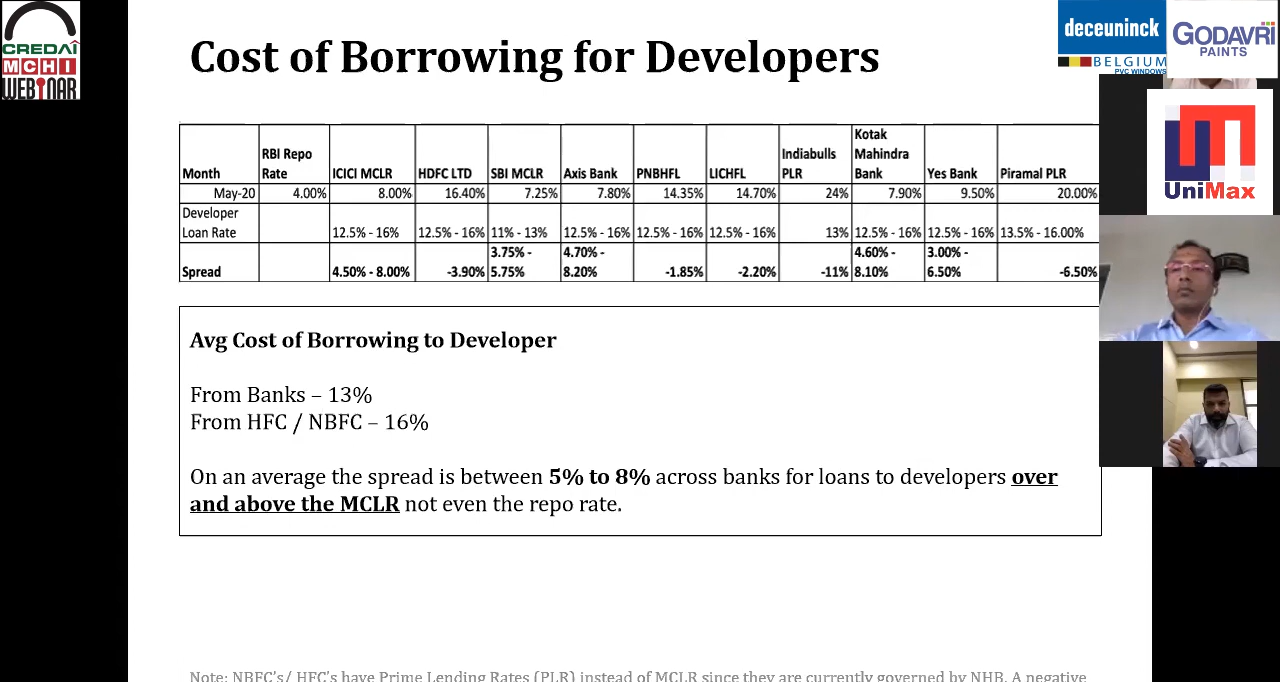 CREDAI
MCHI
WEBINAR
Cost of Borrowing for Developers
deceuninck
BELGIUM
PVC WINDOWS
GODAVRI
PAINTS
UniMax
Month RBI Repo Rate ICICI MCLR HDFC LTD SBI MCLR Axis Bank PNBHFL LICHFL Indiabulls PLR Kotak Mahindra Bank Yes Bank Piramal PLR
May-20 4.00% 8.00% 16.40% 7.25% 7.80% 14.35% 14.70% 24% 7.90% 9.50% 20.00%
Developer Loan Rate 12.5% - 16% 12.5% - 16% 11% - 13% 12.5% - 16% 12.5% - 16% 12.5% - 16% 13% 12.5% - 16% 12.5% - 16% 13.5% - 16.00%
Spread 4.50% - 8.00% -3.90% 3.75% - 5.75% 4.70% - 8.20% -1.85% -2.20% -11% 4.60% - 8.10% 3.00% - 6.50% -6.50%
Avg Cost of Borrowing to Developer
From Banks – 13%
From HFC / NBFC – 16%
On an average the spread is between 5% to 8% across banks for loans to developers over
and above the MCLR not even the repo rate.
Note: NBFC's/ HFC's have Prime Lending Rates (PLR) instead of MCLR since they are currently governed by NHB. A negative